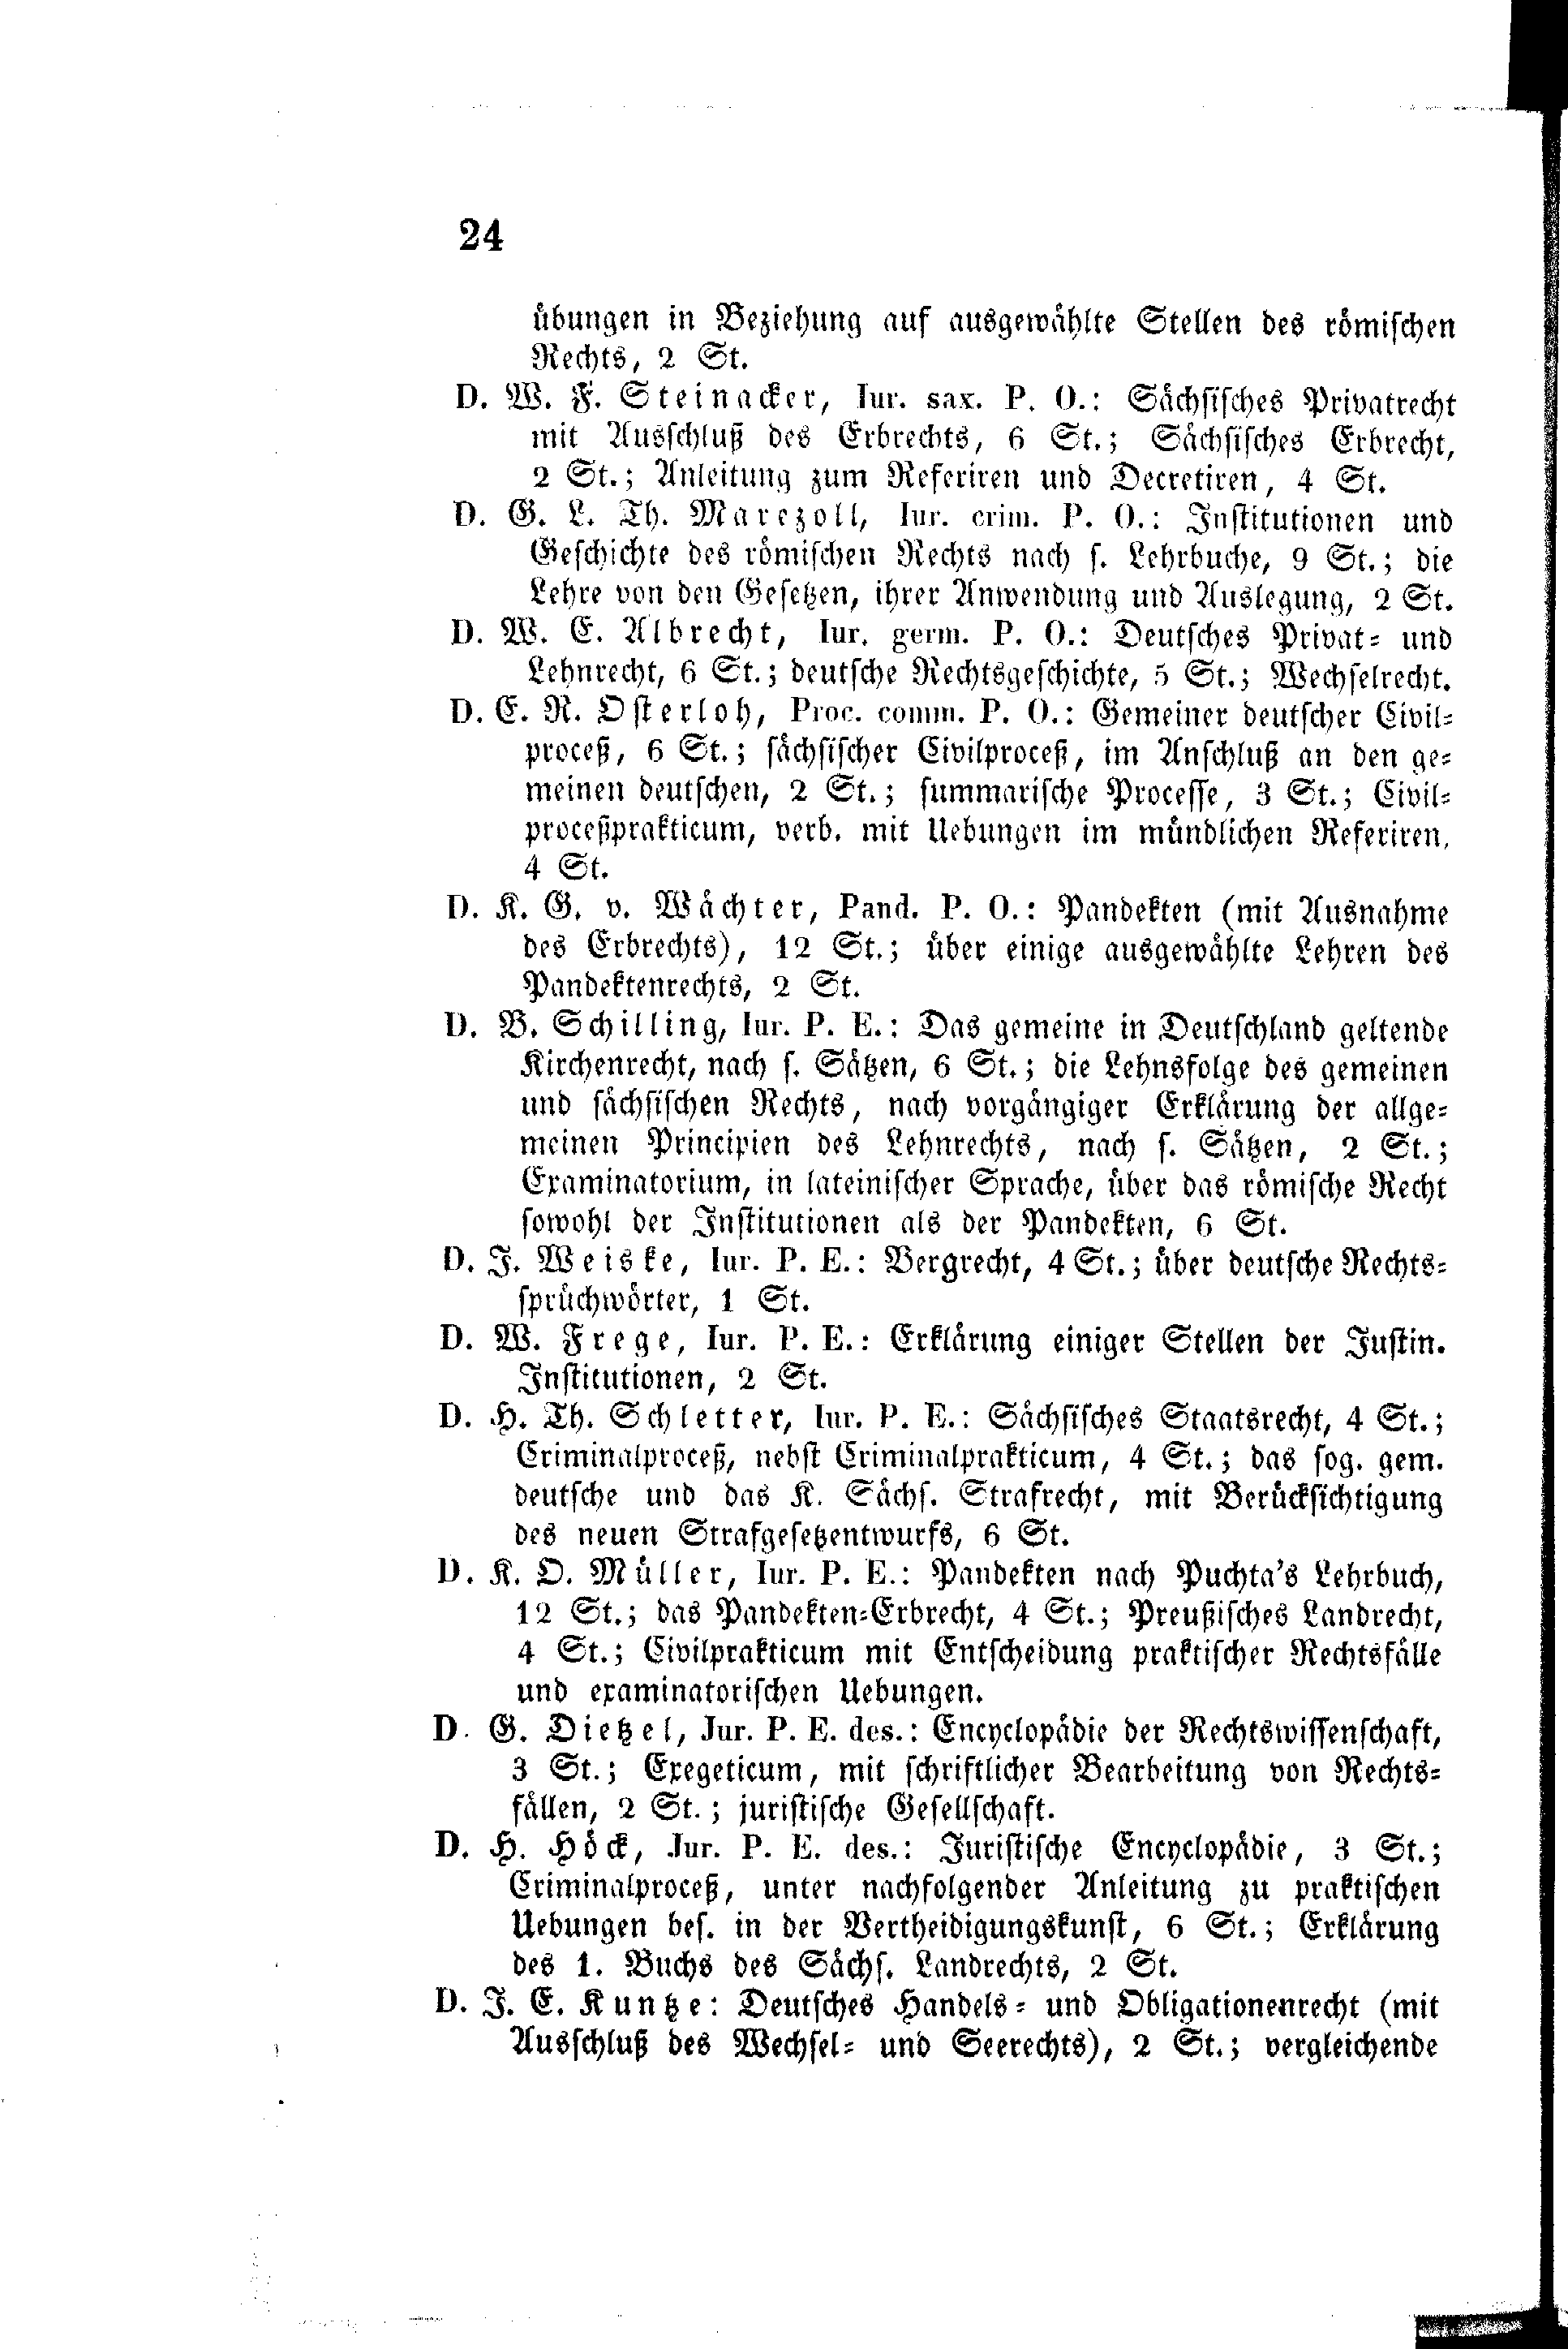 24
übungen in Beziehung auf ausgewählte Stellen des römischen
Rechts, 2 St.
D. W. F. Steinacker, Iur. sax. P. O.: Sächsisches Privatrecht
mit Ausschluß des Erbrechts, 6 St.; Sächsisches Erbrecht,
2 St.; Anleitung zum Referiren und Decretiren, 4 St.
D. G. L. Th. Marezoll, Iur. crim. P. O.: Institutionen und
Geschichte des römischen Rechts nach s. Lehrbuche, 9 St.; die
Lehre von den Gesetzen, ihrer Anwendung und Auslegung, 2 St.
D. W. E. Albrecht, Iur. germ. P. O.: Deutsches Privat- und
Lehnrecht, 6 St.; deutsche Rechtsgeschichte, 5 St.; Wechselrecht.
D. E. R. Osterloh, Proc. comm. P. O.: Gemeiner deutscher Civil-
proceß, 6 St.; sächsischer Civilproceß, im Anschluß an den ge-
meinen deutschen, 2 St.; summarische Processe, 3 St.; Civil-
proceßprakticum, verb. mit Uebungen im mündlichen Referiren,
4 St.
D. K. G. v. Wächter, Pand. P. O.: Pandekten (mit Ausnahme
des Erbrechts), 12 St.; über einige ausgewählte Lehren des
Pandektenrechts, 2 St.
D. B. Schilling, Iur. P. E.: Das gemeine in Deutschland geltende
Kirchenrecht, nach s. Sätzen, 6 St.; die Lehnsfolge des gemeinen
und sächsischen Rechts, nach vorgängiger Erklärung der allge-
meinen Principien des Lehnrechts, nach s. Sätzen, 2 St.;
Examinatorium, in lateinischer Sprache, über das römische Recht
sowohl der Institutionen als der Pandekten, 6 St.
D. J. Weiske, Iur. P. E.: Bergrecht, 4 St.; über deutsche Rechts-
sprüchwörter, 1 St.
D. W. Frege, Iur. P. E.: Erklärung einiger Stellen der Justin.
Institutionen, 2 St.
D. H. Th. Schletter, Iur. P. E.: Sächsisches Staatsrecht, 4 St.;
Criminalproceß, nebst Criminalprakticum, 4 St.; das sog. gem.
deutsche und das K. Sächs. Strafrecht, mit Berücksichtigung
des neuen Strafgesetzentwurfs, 6 St.
D. K. O. Müller, Iur. P. E.: Pandekten nach Puchta's Lehrbuch,
12 St.; das Pandekten-Erbrecht, 4 St.; Preußisches Landrecht,
4 St.; Civilprakticum mit Entscheidung praktischer Rechtsfälle
und examinatorischen Uebungen.
D. G. Dietzel, Jur. P. E. des.: Encyclopädie der Rechtswissenschaft,
3 St.; Exegeticum, mit schriftlicher Bearbeitung von Rechts-
fällen, 2 St.; juristische Gesellschaft.
D. H. Höck, Jur. P. E. des.: Juristische Encyclopädie, 3 St.;
Criminalproceß, unter nachfolgender Anleitung zu praktischen
Uebungen bes. in der Vertheidigungskunst, 6 St.; Erklärung
des 1. Buchs des Sächs. Landrechts, 2 St.
D. J. E. Kuntze: Deutsches Handels- und Obligationenrecht (mit
Ausschluß des Wechsel- und Seerechts), 2 St.; vergleichende